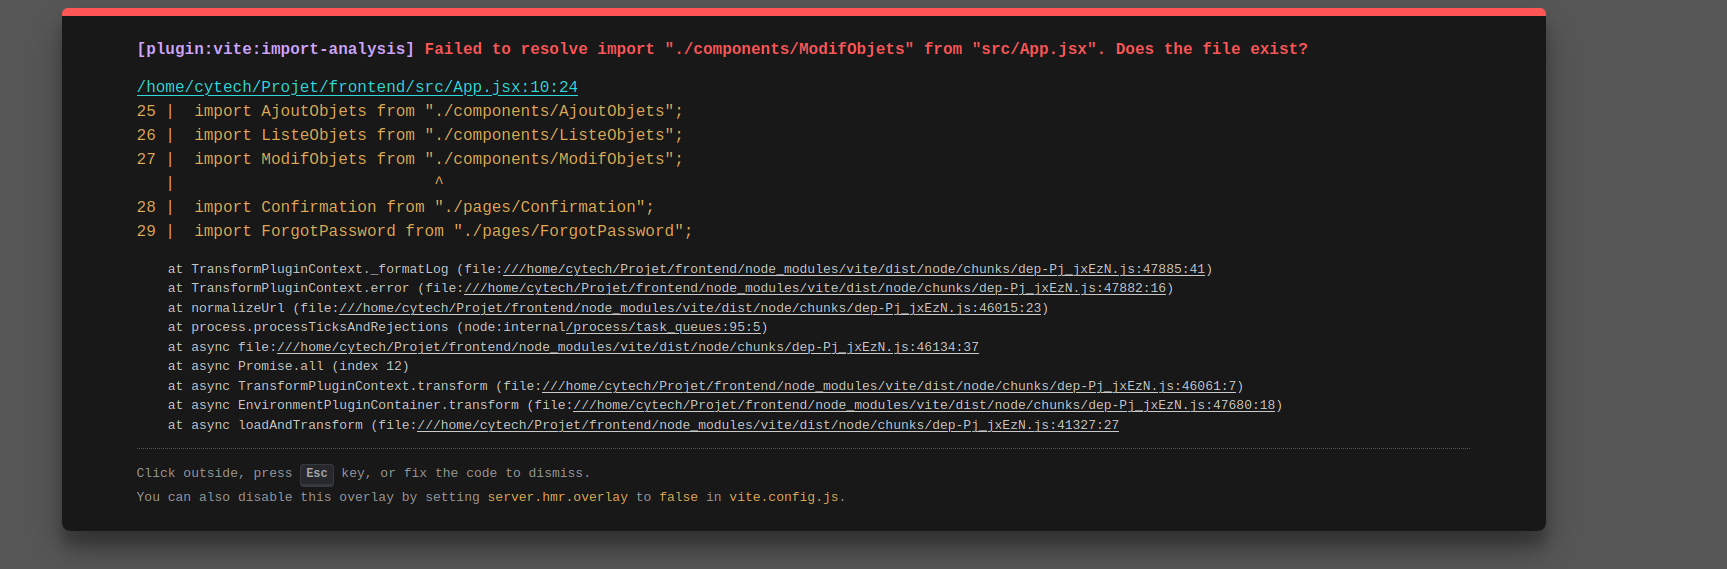 [plugin:vite:import-analysis] Failed to resolve import "./components/ModifObjets" from "src/App.jsx". Does the file exist?
/home/cytech/Projet/frontend/src/App.jsx:10:24
25 |  import AjoutObjets from "./components/AjoutObjets";
26 |  import ListeObjets from "./components/ListeObjets";
27 |  import ModifObjets from "./components/ModifObjets";
   |                           ^
28 |  import Confirmation from "./pages/Confirmation";
29 |  import ForgotPassword from "./pages/ForgotPassword";
    at TransformPluginContext._formatLog (file:///home/cytech/Projet/frontend/node_modules/vite/dist/node/chunks/dep-Pj_jxEzN.js:47885:41)
    at TransformPluginContext.error (file:///home/cytech/Projet/frontend/node_modules/vite/dist/node/chunks/dep-Pj_jxEzN.js:47882:16)
    at normalizeUrl (file:///home/cytech/Projet/frontend/node_modules/vite/dist/node/chunks/dep-Pj_jxEzN.js:46015:23)
    at process.processTicksAndRejections (node:internal/process/task_queues:95:5)
    at async file:///home/cytech/Projet/frontend/node_modules/vite/dist/node/chunks/dep-Pj_jxEzN.js:46134:37
    at async Promise.all (index 12)
    at async TransformPluginContext.transform (file:///home/cytech/Projet/frontend/node_modules/vite/dist/node/chunks/dep-Pj_jxEzN.js:46061:7)
    at async EnvironmentPluginContainer.transform (file:///home/cytech/Projet/frontend/node_modules/vite/dist/node/chunks/dep-Pj_jxEzN.js:47680:18)
    at async loadAndTransform (file:///home/cytech/Projet/frontend/node_modules/vite/dist/node/chunks/dep-Pj_jxEzN.js:41327:27
Click outside, press Esc key, or fix the code to dismiss.
You can also disable this overlay by setting server.hmr.overlay to false in vite.config.js.